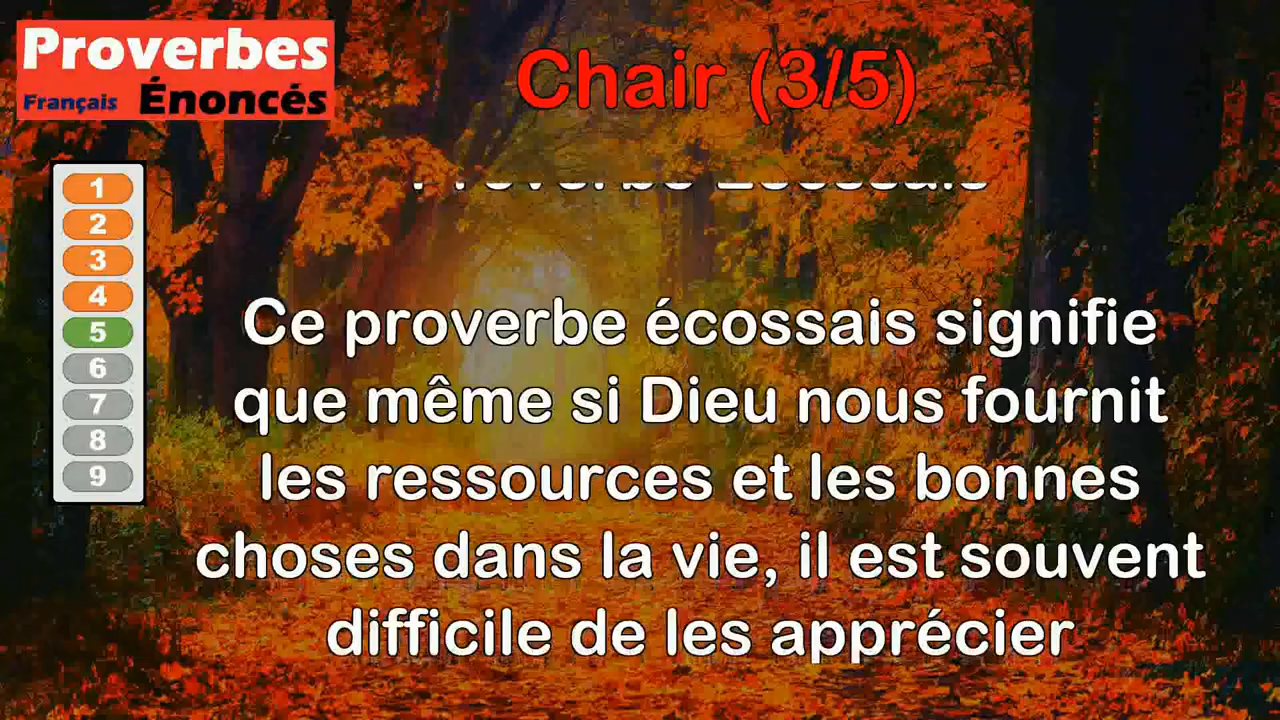 Proverbes
Français Énoncés
Chair (3/5)
1
2
3
4
5
6
7
8
9
Proverbe Écossais
Ce proverbe écossais signifie
que même si Dieu nous fournit
les ressources et les bonnes
choses dans la vie, il est souvent
difficile de les apprécier